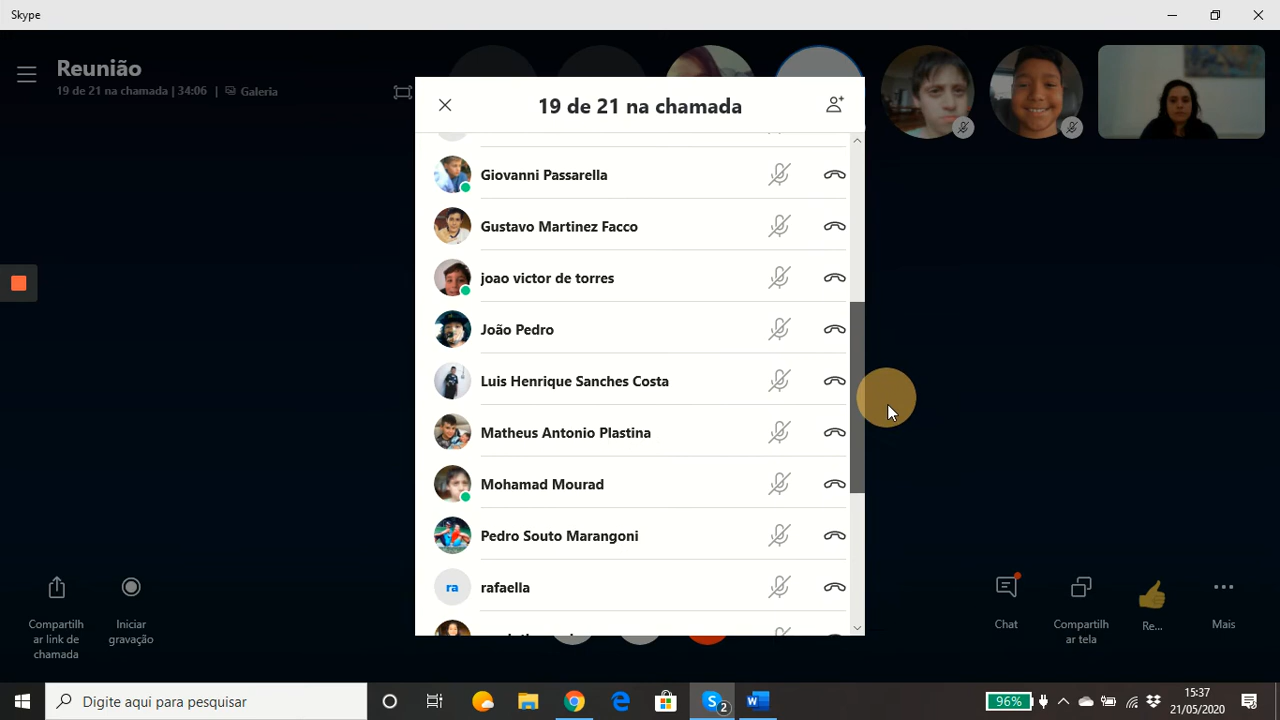 Skype
Reunião
19 de 21 na chamada | 34:06 | Galeria
19 de 21 na chamada
Giovanni Passarella
Gustavo Martinez Facco
joao victor de torres
João Pedro
Luis Henrique Sanches Costa
Matheus Antonio Plastina
Mohamad Mourad
Pedro Souto Marangoni
ra rafaella
Compartilh
ar link de
chamada
Iniciar
gravação
Chat
Compartilh
ar tela
Re...
Mais
Digite aqui para pesquisar
2
96%
15:37
21/05/2020